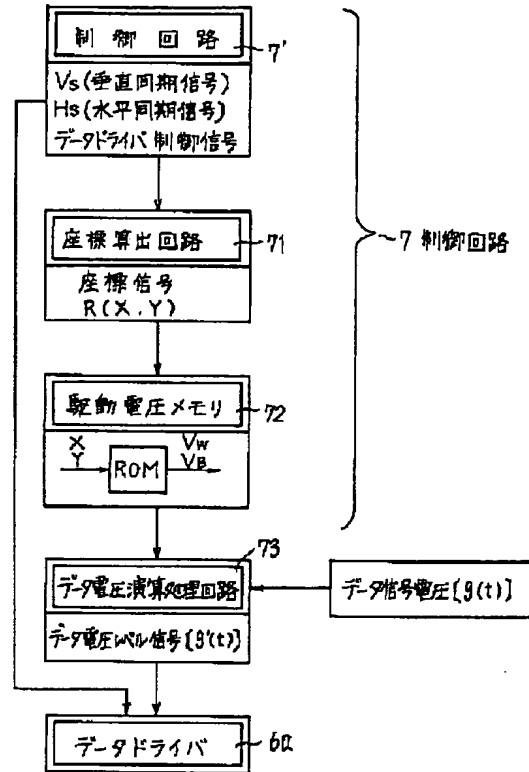 制御回路
7'
Vs(垂直同期信号)
Hs(水平同期信号)
データドライバ制御信号
座標算出回路
71
~7 制御回路
座標信号
R(X,Y)
駆動電圧メモリ
72
X
Y
ROM
VW
VB
73
データ電圧演算処理回路
データ信号電圧[g(t)]
データ電圧レベル信号[g'(t)]
データドライバ
6a